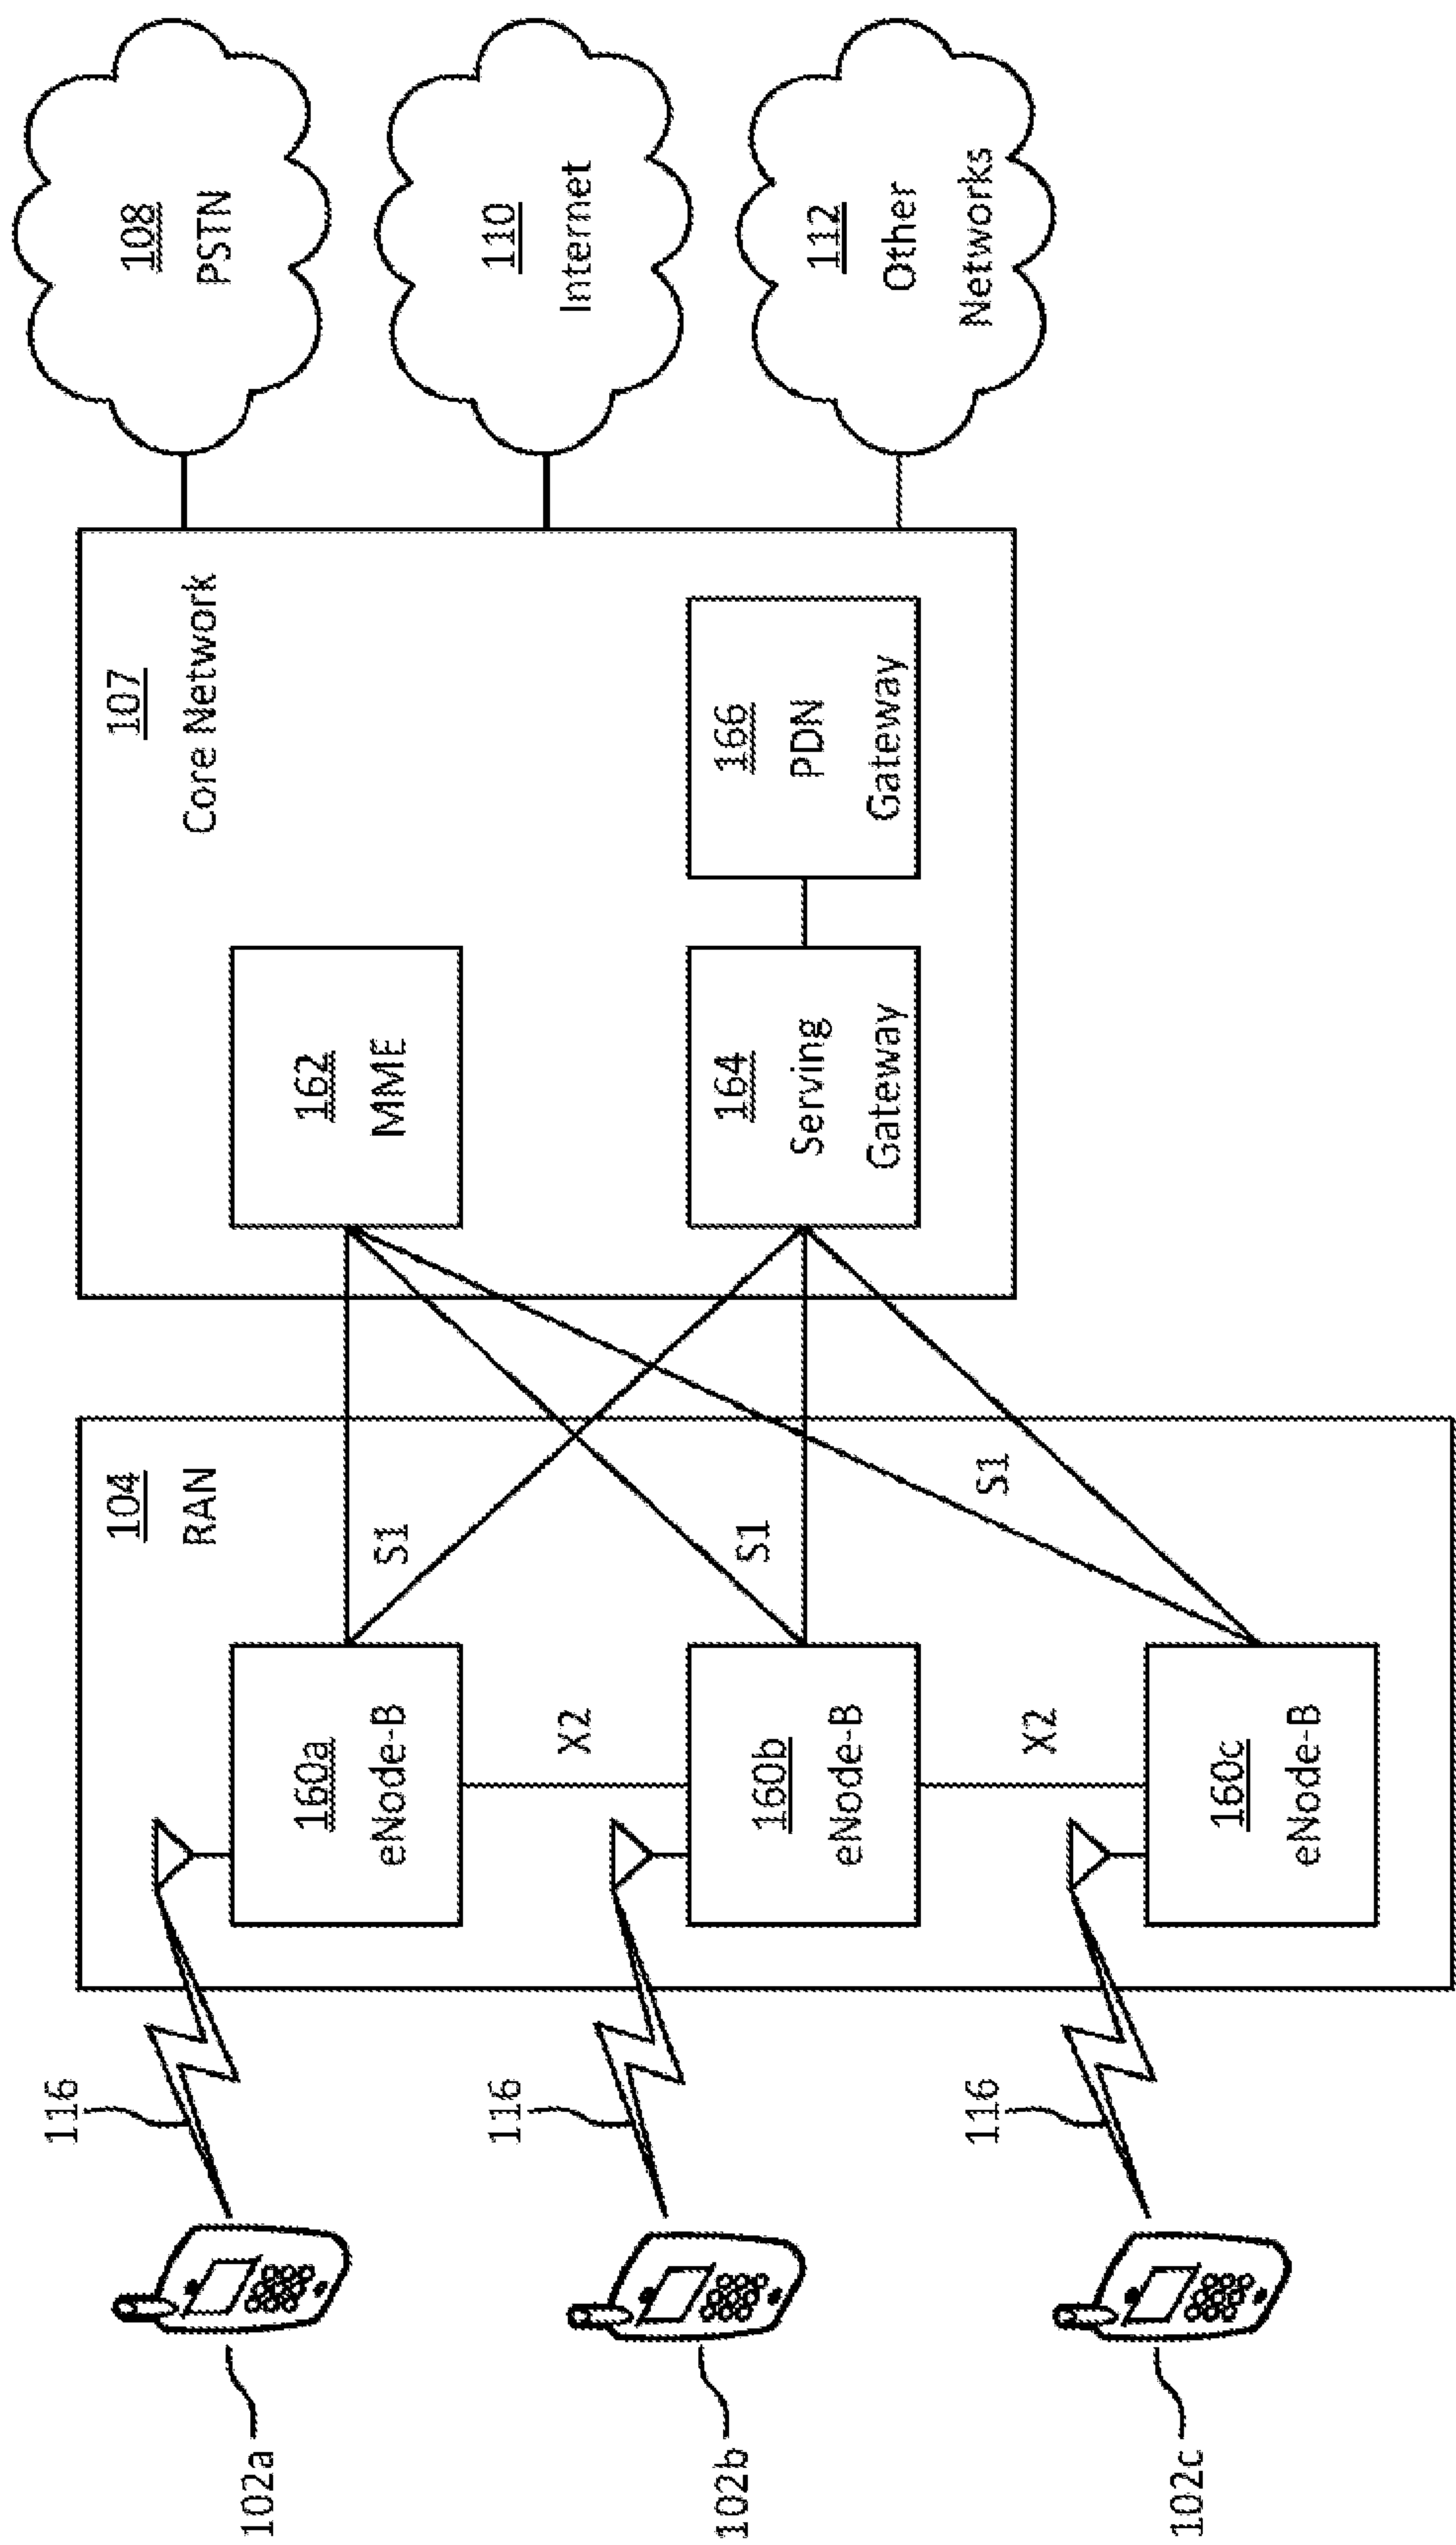 104
RAN
107
Core Network
108
PSTN
116
102a
160a
eNode-B
S1
162
MME
110
Internet
X2
116
102b
160b
eNode-B
S1
164
Serving
Gateway
166
PDN
Gateway
112
Other
Networks
X2
S1
116
102c
160c
eNode-B